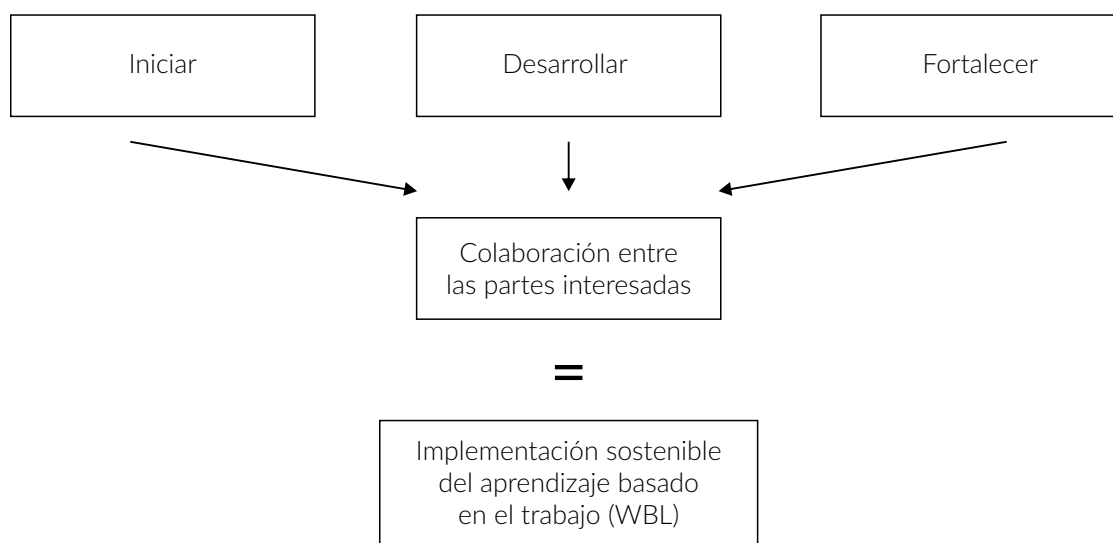 Iniciar
Desarrollar
Fortalecer
Colaboración entre
las partes interesadas
=
Implementación sostenible
del aprendizaje basado
en el trabajo (WBL)